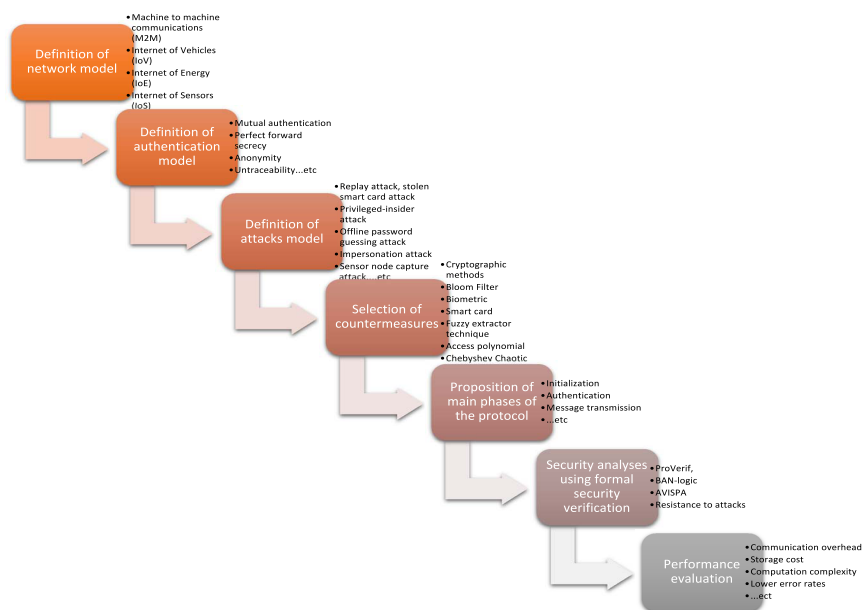 Definition of
network model
•Machine to machine
communications
(M2M)
•Internet of Vehicles
(IoV)
•Internet of Energy
(IoE)
•Internet of Sensors
(IoS)
Definition of
authentication
model
•Mutual authentication
•Perfect forward
secrecy
•Anonymity
•Untraceability...etc
Definition of
attacks model
•Replay attack, stolen
smart card attack
•Privileged-insider
attack
•Offline password
guessing attack
•Impersonation attack
•Sensor node capture
attack....etc
Selection of
countermeasures
•Cryptographic
methods
•Bloom Filter
•Biometric
•Smart card
•Fuzzy extractor
technique
•Access polynomial
•Chebyshev Chaotic
Proposition of
main phases of
the protocol
•Initialization
•Authentication
•Message transmission
•...etc
Security analyses
using formal
security
verification
•ProVerif,
•BAN-logic
•AVISPA
•Resistance to attacks
Performance
evaluation
•Communication overhead
•Storage cost
•Computation complexity
•Lower error rates
•...ect